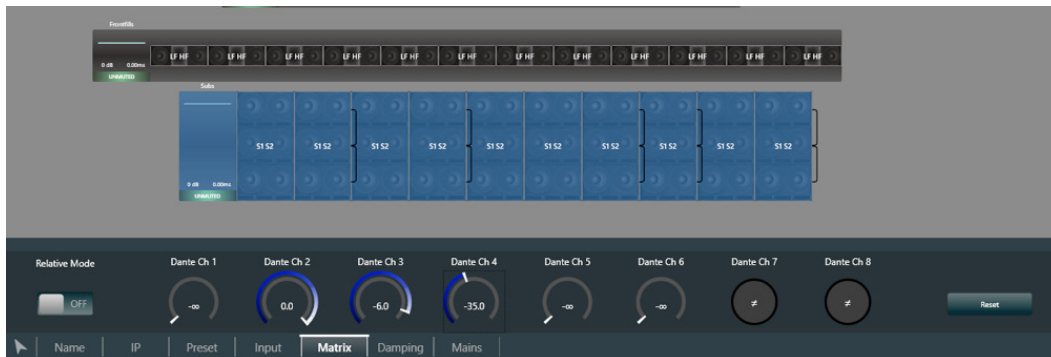 Frontfills
LF HF LF HF LF HF LF HF LF HF LF HF LF HF LF HF LF HF LF HF LF HF LF HF
0 dB 0.00ms
UNMUTED
Subs
S1 S2 S1 S2 S1 S2 S1 S2 S1 S2 S1 S2 S1 S2 S1 S2 S1 S2 S1 S2
0 dB 0.00ms
UNMUTED
Relative Mode Dante Ch 1 Dante Ch 2 Dante Ch 3 Dante Ch 4 Dante Ch 5 Dante Ch 6 Dante Ch 7 Dante Ch 8
OFF -∞ 0.0 -6.0 -35.0 -∞ -∞ ≠ ≠ Reset
Name IP Preset Input Matrix Damping Mains